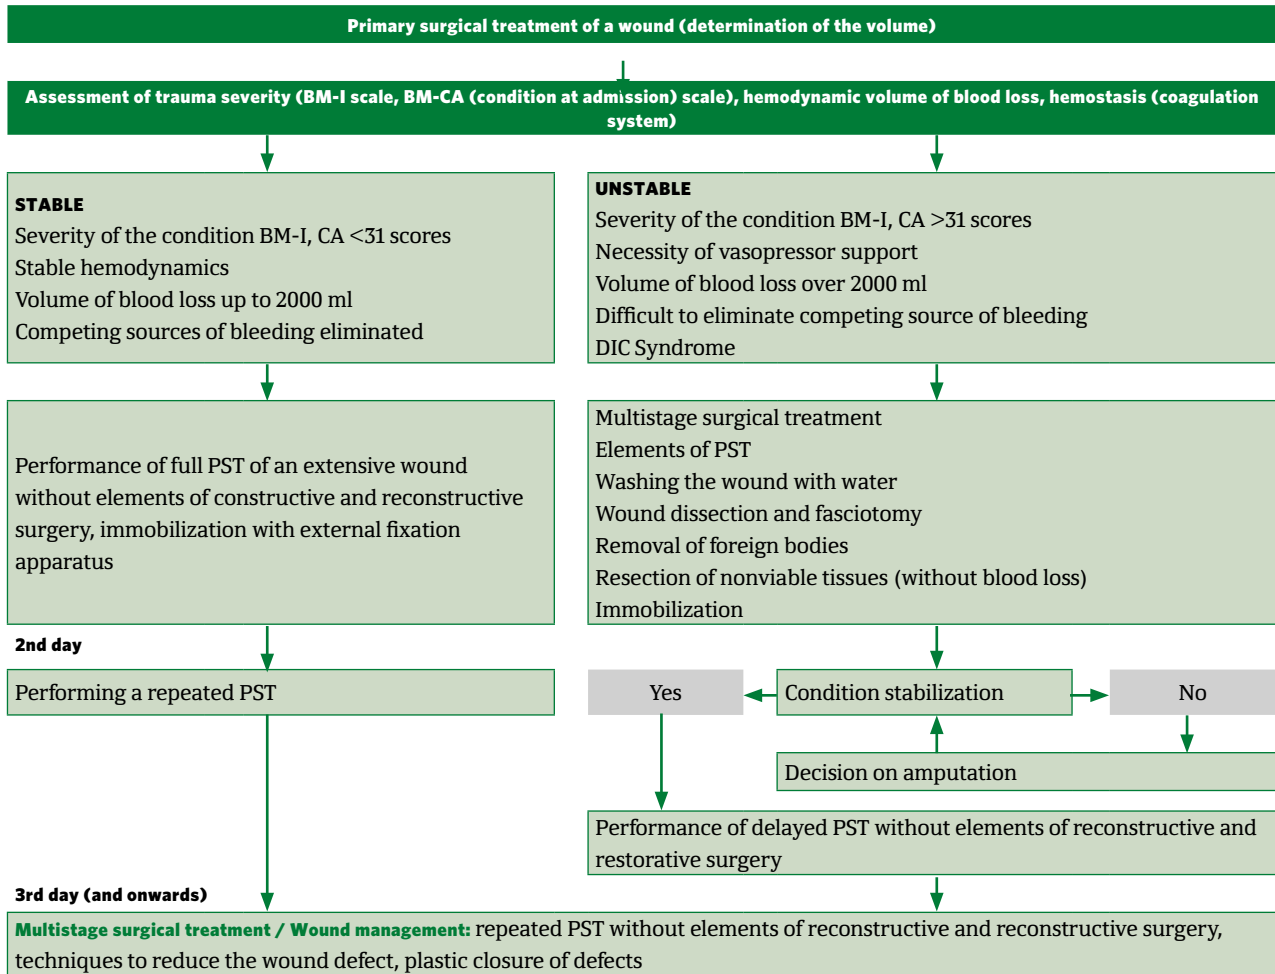 Primary surgical treatment of a wound (determination of the volume)
Assessment of trauma severity (BM-I scale, BM-CA (condition at admission) scale), hemodynamic volume of blood loss, hemostasis (coagulation
system)
STABLE
Severity of the condition BM-I, CA <31 scores
Stable hemodynamics
Volume of blood loss up to 2000 ml
Competing sources of bleeding eliminated
UNSTABLE
Severity of the condition BM-I, CA >31 scores
Necessity of vasopressor support
Volume of blood loss over 2000 ml
Difficult to eliminate competing source of bleeding
DIC Syndrome
Performance of full PST of an extensive wound
without elements of constructive and reconstructive
surgery, immobilization with external fixation
apparatus
Multistage surgical treatment
Elements of PST
Washing the wound with water
Wound dissection and fasciotomy
Removal of foreign bodies
Resection of nonviable tissues (without blood loss)
Immobilization
2nd day
Performing a repeated PST
Yes
Condition stabilization
No
Decision on amputation
Performance of delayed PST without elements of reconstructive and
restorative surgery
3rd day (and onwards)
Multistage surgical treatment / Wound management: repeated PST without elements of reconstructive and reconstructive surgery,
techniques to reduce the wound defect, plastic closure of defects